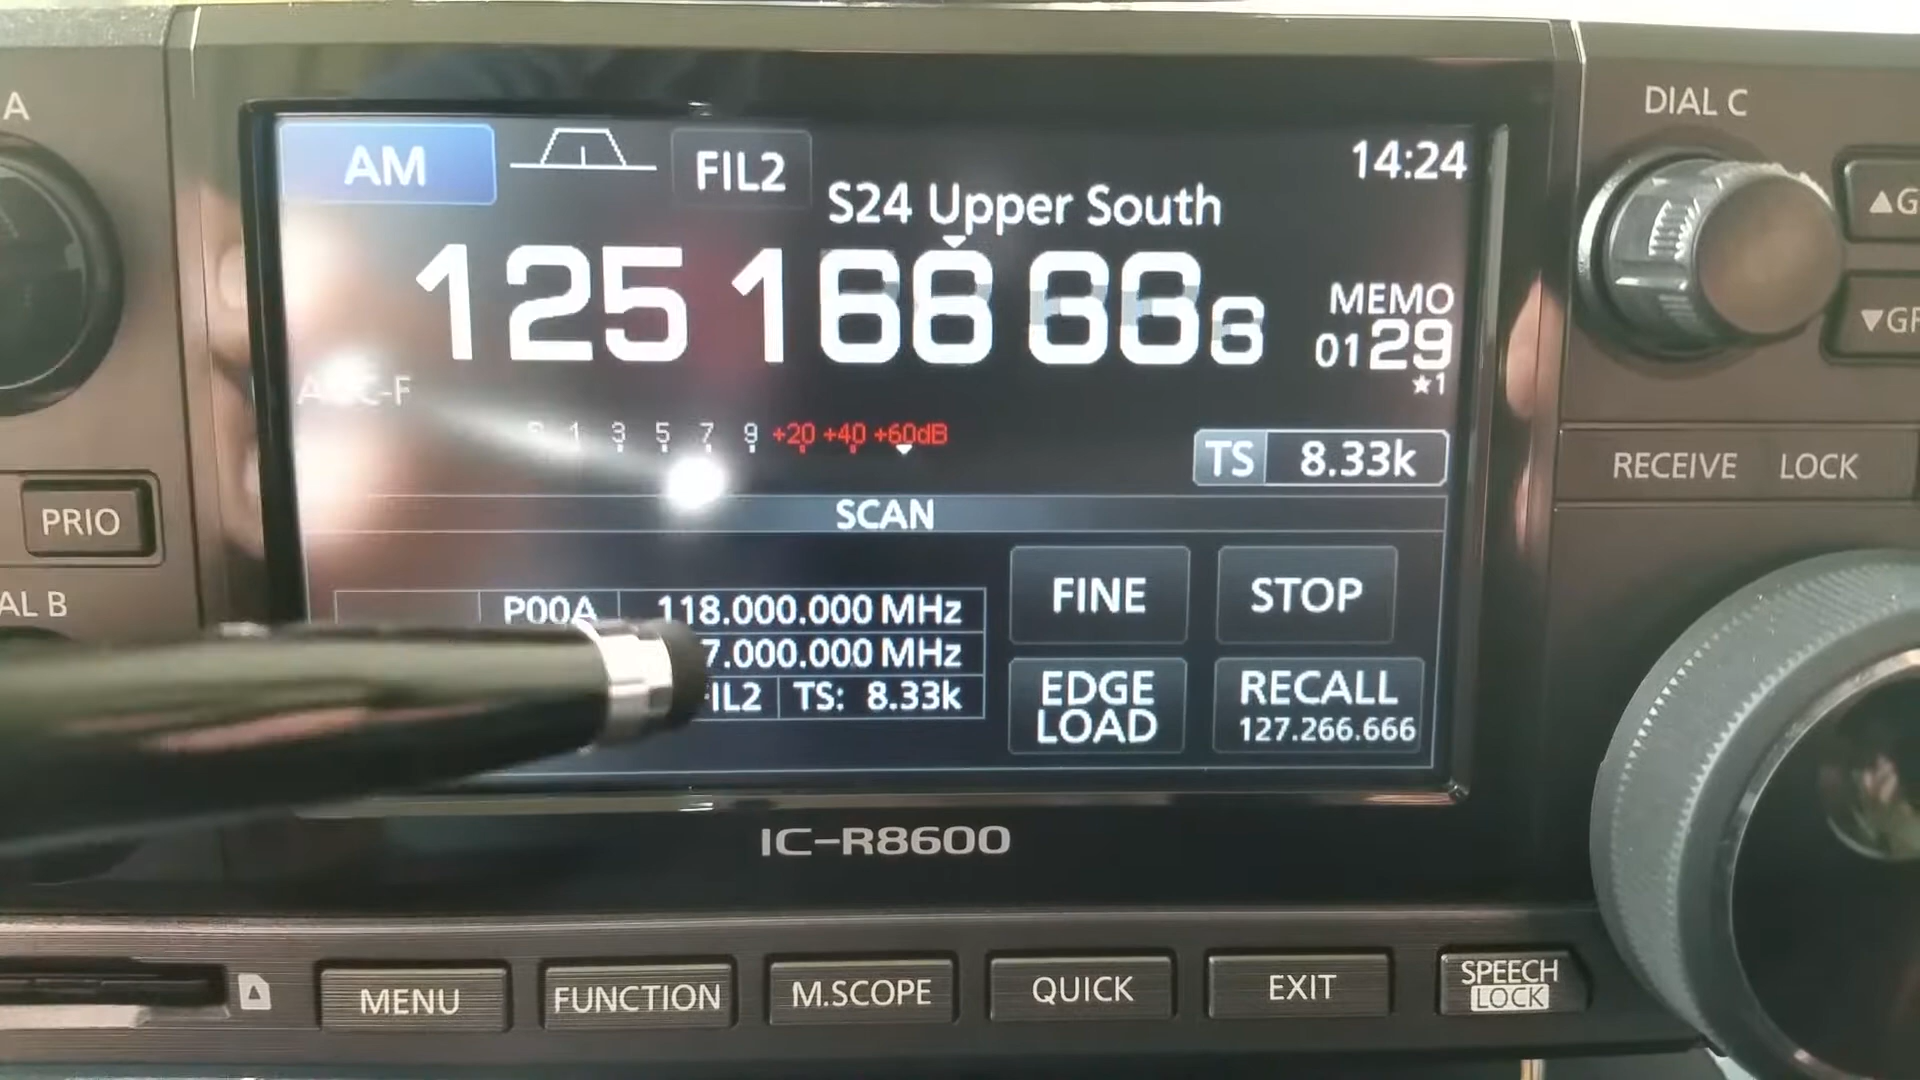 A
DIAL C
AM
FIL2
14:24
S24 Upper South
125 166 666
MEMO
0129
★1
1 3 5 7 9 +20 +40 +60dB
TS 8.33k
RECEIVE LOCK
SCAN
PRIO
AL B
P00A 118.000.000 MHz
7.000.000 MHz
FIL2 TS: 8.33k
FINE
STOP
EDGE
LOAD
RECALL
127.266.666
IC-R8600
MENU
FUNCTION
M.SCOPE
QUICK
EXIT
SPEECH
LOCK